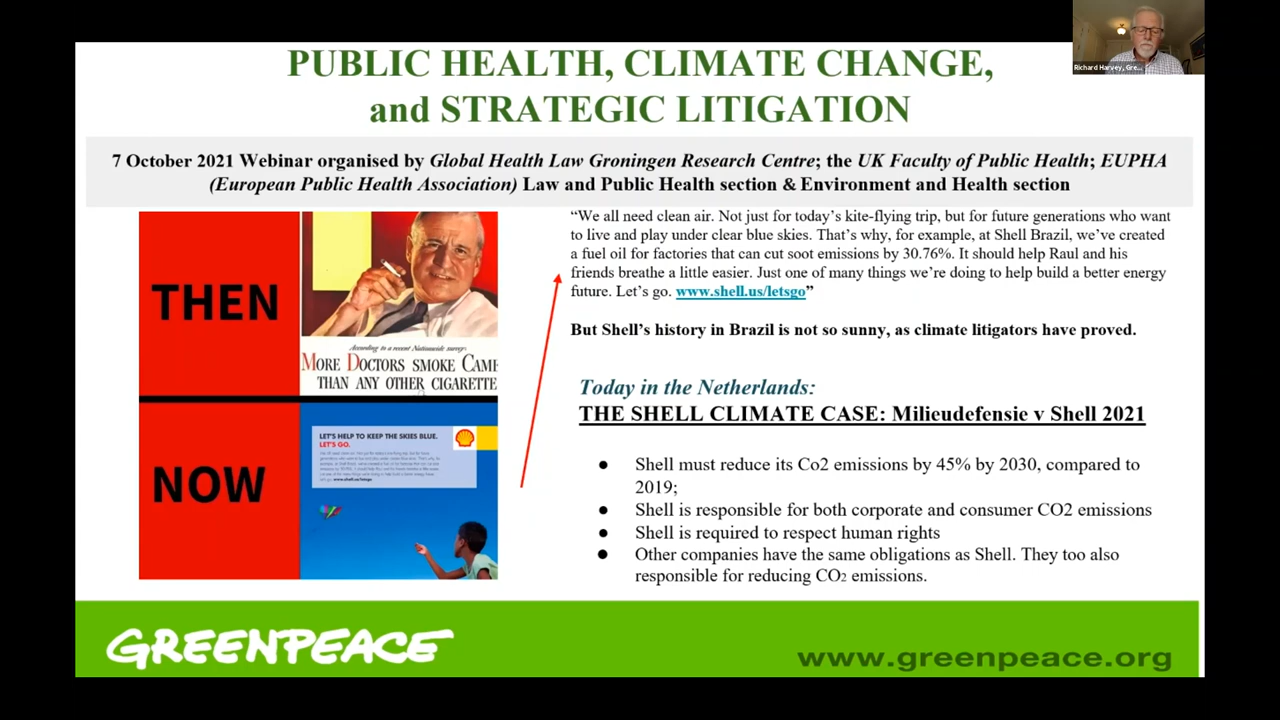 PUBLIC HEALTH, CLIMATE CHANGE,
and STRATEGIC LITIGATION
Richard Harvey, Gre...
7 October 2021 Webinar organised by Global Health Law Groningen Research Centre; the UK Faculty of Public Health; EUPHA
(European Public Health Association) Law and Public Health section & Environment and Health section
THEN
According to a recent Nationwide survey:
MORE DOCTORS SMOKE CAME
THAN ANY OTHER CIGARETTE
NOW
LET'S HELP TO KEEP THE SKIES BLUE.
LET'S GO.
“We all need clean air. Not just for today’s kite-flying trip, but for future generations who want
to live and play under clear blue skies. That’s why, for example, at Shell Brazil, we’ve created
a fuel oil for factories that can cut soot emissions by 30.76%. It should help Raul and his
friends breathe a little easier. Just one of many things we’re doing to help build a better energy
future. Let’s go. www.shell.us/letsgo”
But Shell’s history in Brazil is not so sunny, as climate litigators have proved.
Today in the Netherlands:
THE SHELL CLIMATE CASE: Milieudefensie v Shell 2021
● Shell must reduce its Co2 emissions by 45% by 2030, compared to
2019;
● Shell is responsible for both corporate and consumer CO2 emissions
● Shell is required to respect human rights
● Other companies have the same obligations as Shell. They too also
responsible for reducing CO2 emissions.
GREENPEACE
www.greenpeace.org